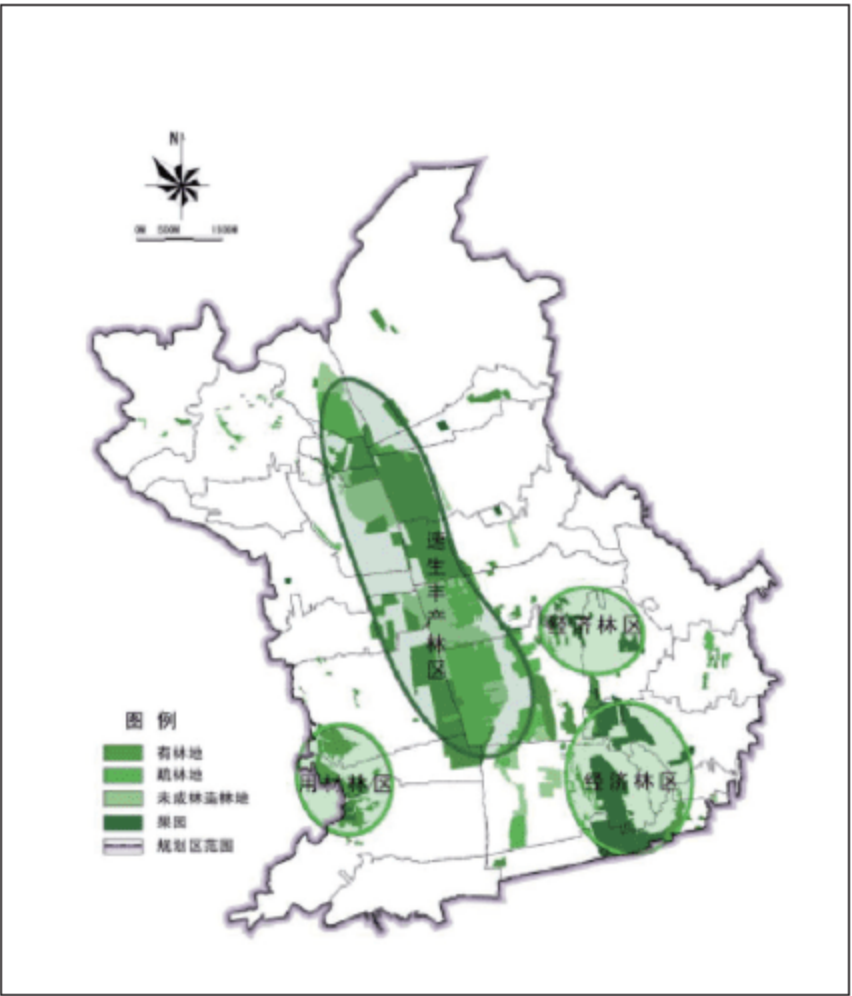 N
0M 500M 1500M
速生丰产林区
经济林区
用材林区
经济林区
图例
有林地
疏林地
未成林造林地
果园
规划区范围